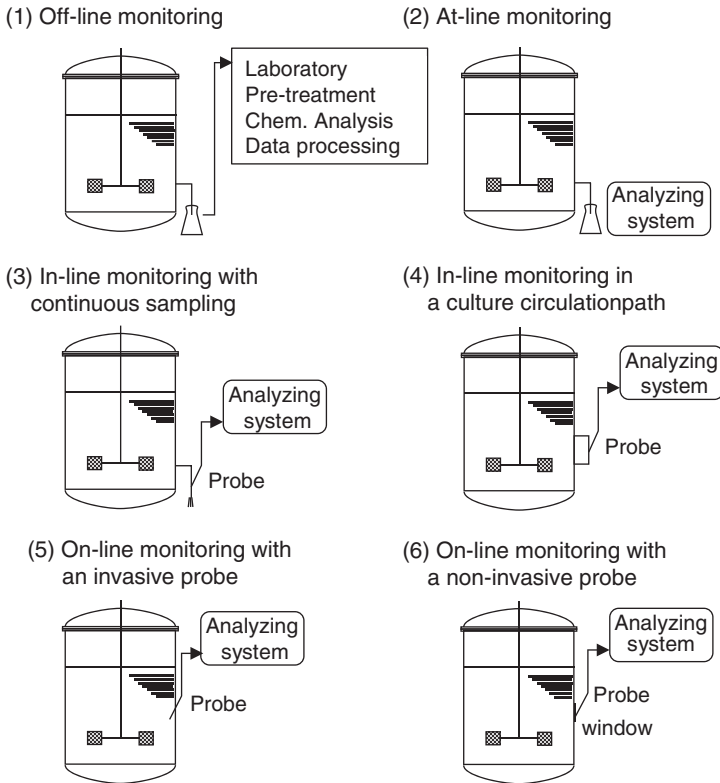 (1) Off-line monitoring
Laboratory
Pre-treatment
Chem. Analysis
Data processing
(2) At-line monitoring
Analyzing
system
(3) In-line monitoring with
continuous sampling
Analyzing
system
Probe
(4) In-line monitoring in
a culture circulationpath
Analyzing
system
Probe
(5) On-line monitoring with
an invasive probe
Analyzing
system
Probe
(6) On-line monitoring with
a non-invasive probe
Analyzing
system
Probe
window